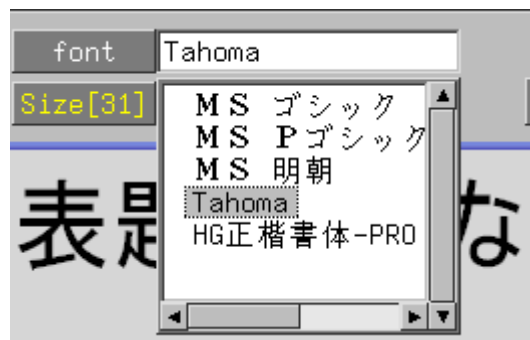 font
Tahoma
Size[31]
ＭＳ ゴシック
ＭＳ Ｐゴシック
ＭＳ 明朝
Tahoma
HG正楷書体-PRO
表題
な